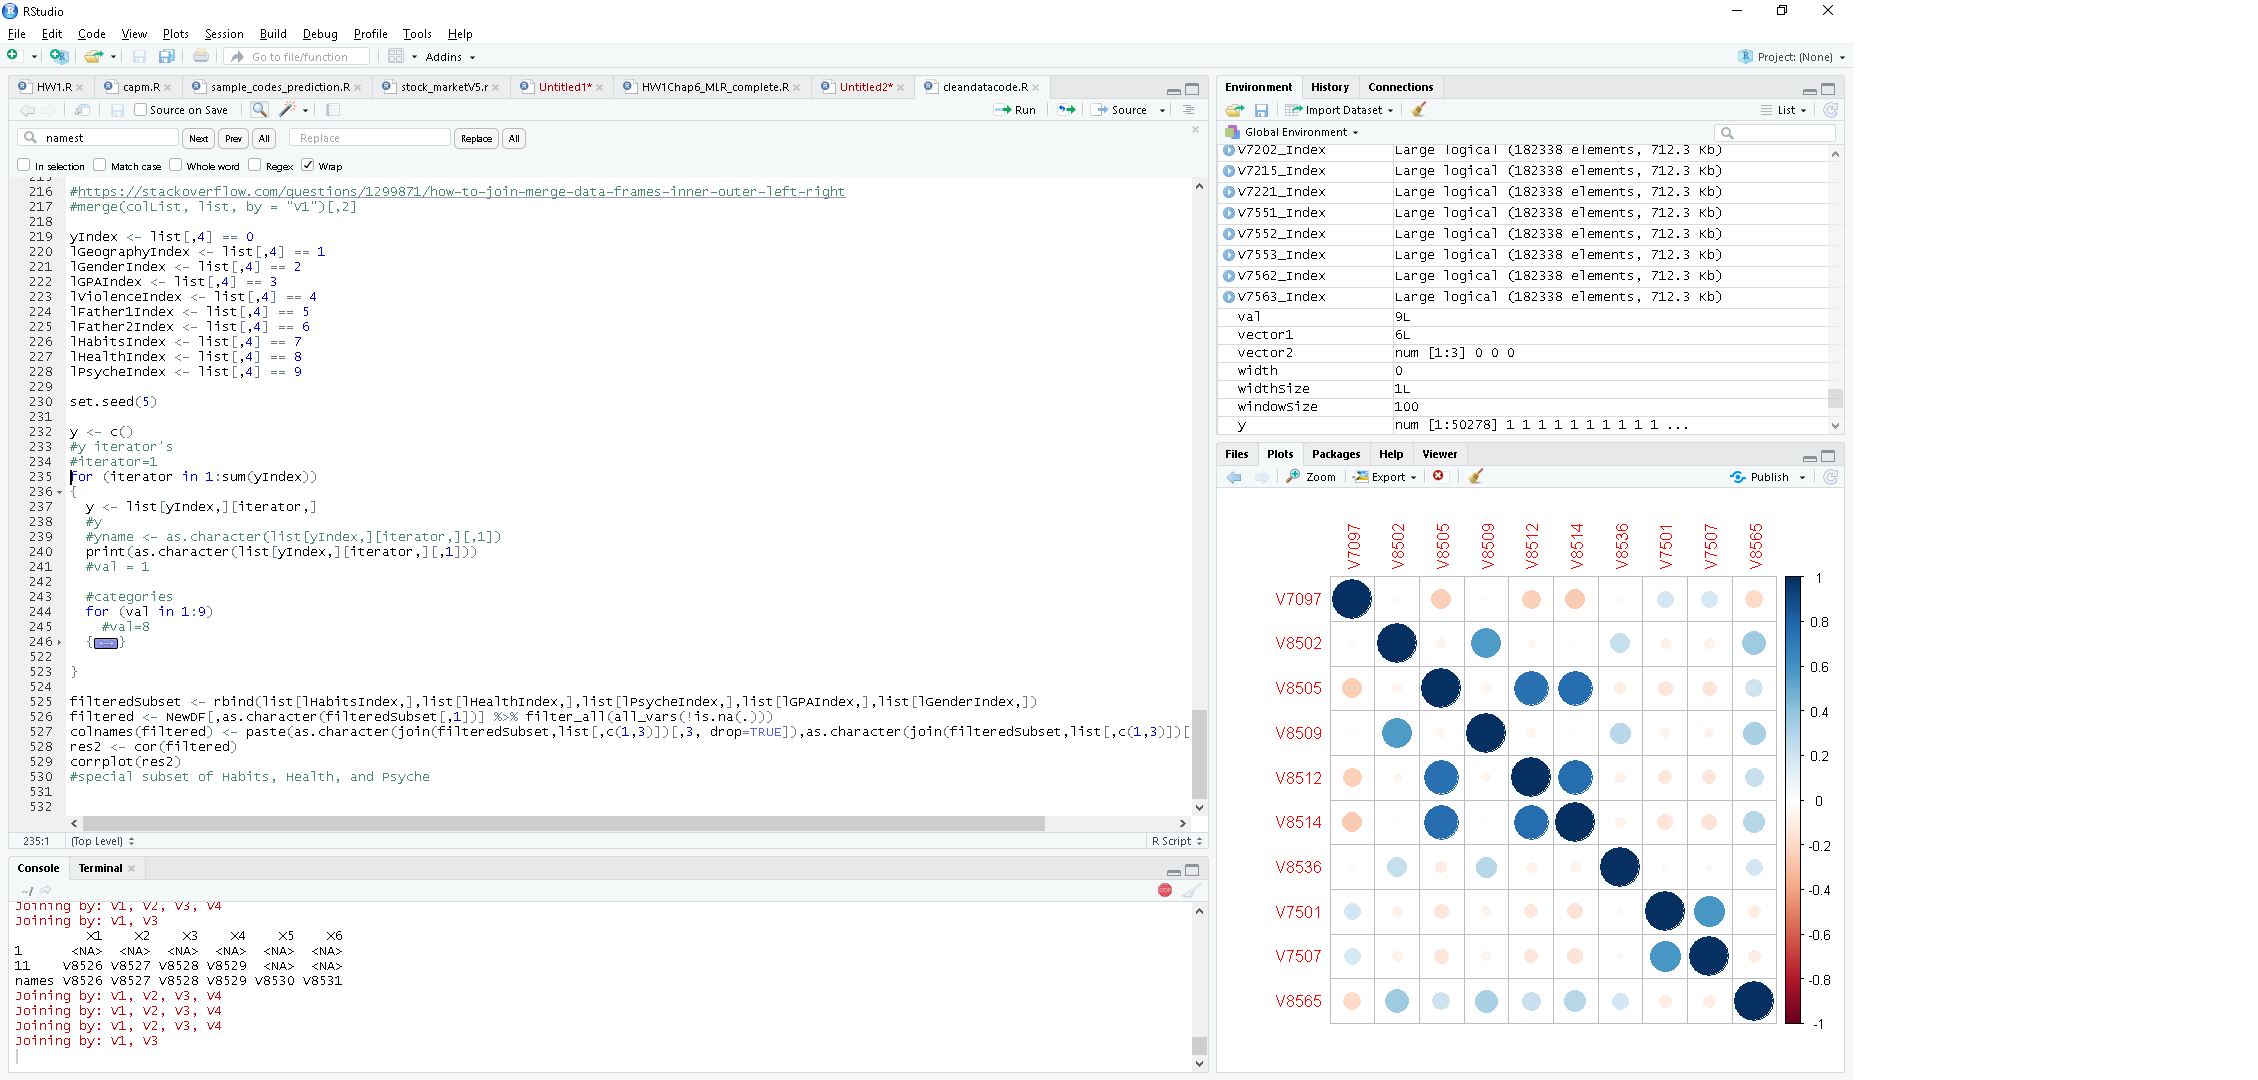 RStudio
File Edit Code View Plots Session Build Debug Profile Tools Help
Go to file/function Addins Project: (None)
HW1.R capm.R sample_codes_prediction.R stock_marketV5.r Untitled1* HW1Chap6_MLR_complete.R Untitled2* cleandatacode.R
Source on Save Run Source
namest Next Prev All Replace Replace All
In selection Match case Whole word Regex Wrap
215
216 #https://stackoverflow.com/questions/1299871/how-to-join-merge-data-frames-inner-outer-left-right
217 #merge(colList, list, by = "V1")[,2]
218
219 yIndex <- list[,4] == 0
220 lGeographyIndex <- list[,4] == 1
221 lGenderIndex <- list[,4] == 2
222 lGPAIndex <- list[,4] == 3
223 lViolenceIndex <- list[,4] == 4
224 lFather1Index <- list[,4] == 5
225 lFather2Index <- list[,4] == 6
226 lHabitsIndex <- list[,4] == 7
227 lHealthIndex <- list[,4] == 8
228 lPsycheIndex <- list[,4] == 9
229
230 set.seed(5)
231
232 y <- c()
233 #y iterator's
234 #iterator=1
235 for (iterator in 1:sum(yIndex))
236 {
237 y <- list[yIndex,][iterator,]
238 #y
239 #yname <- as.character(list[yIndex,][iterator,][,1])
240 print(as.character(list[yIndex,][iterator,][,1]))
241 #val = 1
242
243 #categories
244 for (val in 1:9)
245 #val=8
246 { }
522
523 }
524
525 filteredSubset <- rbind(list[lHabitsIndex,],list[lHealthIndex,],list[lPsycheIndex,],list[lGPAIndex,],list[lGenderIndex,])
526 filtered <- NewDF[,as.character(filteredSubset[,1])] %>% filter_all(all_vars(!is.na(.)))
527 colnames(filtered) <- paste(as.character(join(filteredSubset,list[,c(1,3)])[,3, drop=TRUE]),as.character(join(filteredSubset,list[,c(1,3)])[
528 res2 <- cor(filtered)
529 corrplot(res2)
530 #special subset of Habits, Health, and Psyche
531
532
235:1 (Top Level) R Script
Console Terminal
~/
Joining by: V1, V2, V3, V4
Joining by: V1, V3
X1 X2 X3 X4 X5 X6
1 <NA> <NA> <NA> <NA> <NA> <NA>
11 V8526 V8527 V8528 V8529 <NA> <NA>
names V8526 V8527 V8528 V8529 V8530 V8531
Joining by: V1, V2, V3, V4
Joining by: V1, V2, V3, V4
Joining by: V1, V2, V3, V4
Joining by: V1, V3
Environment History Connections
Import Dataset List
Global Environment
V7202_Index Large logical (182338 elements, 712.3 Kb)
V7215_Index Large logical (182338 elements, 712.3 Kb)
V7221_Index Large logical (182338 elements, 712.3 Kb)
V7551_Index Large logical (182338 elements, 712.3 Kb)
V7552_Index Large logical (182338 elements, 712.3 Kb)
V7553_Index Large logical (182338 elements, 712.3 Kb)
V7562_Index Large logical (182338 elements, 712.3 Kb)
V7563_Index Large logical (182338 elements, 712.3 Kb)
val 9L
vector1 6L
vector2 num [1:3] 0 0 0
width 0
widthSize 1L
windowSize 100
y num [1:50278] 1 1 1 1 1 1 1 1 1 1 ...
Files Plots Packages Help Viewer
Zoom Export Publish
V7097 V8502 V8505 V8509 V8512 V8514 V8536 V7501 V7507 V8565
V7097
V8502
V8505
V8509
V8512
V8514
V8536
V7501
V7507
V8565
1
0.8
0.6
0.4
0.2
0
-0.2
-0.4
-0.6
-0.8
-1